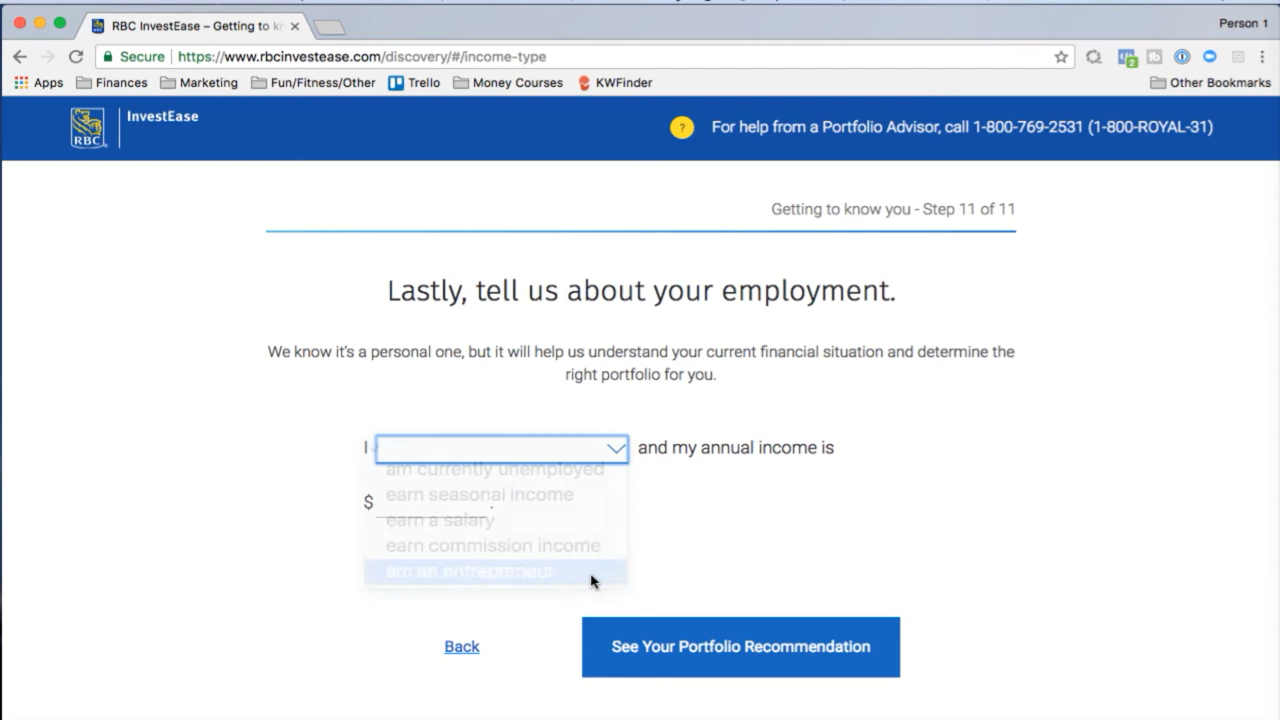 RBC InvestEase – Getting to kn
Person 1
Secure https://www.rbcinvestease.com/discovery/#/income-type
Apps Finances Marketing Fun/Fitness/Other Trello Money Courses KWFinder Other Bookmarks
RBC InvestEase
? For help from a Portfolio Advisor, call 1-800-769-2531 (1-800-ROYAL-31)
Getting to know you - Step 11 of 11
Lastly, tell us about your employment.
We know it's a personal one, but it will help us understand your current financial situation and determine the
right portfolio for you.
I and my annual income is
am currently unemployed
earn seasonal income
$ .
earn a salary
earn commission income
am an entrepreneur
Back See Your Portfolio Recommendation